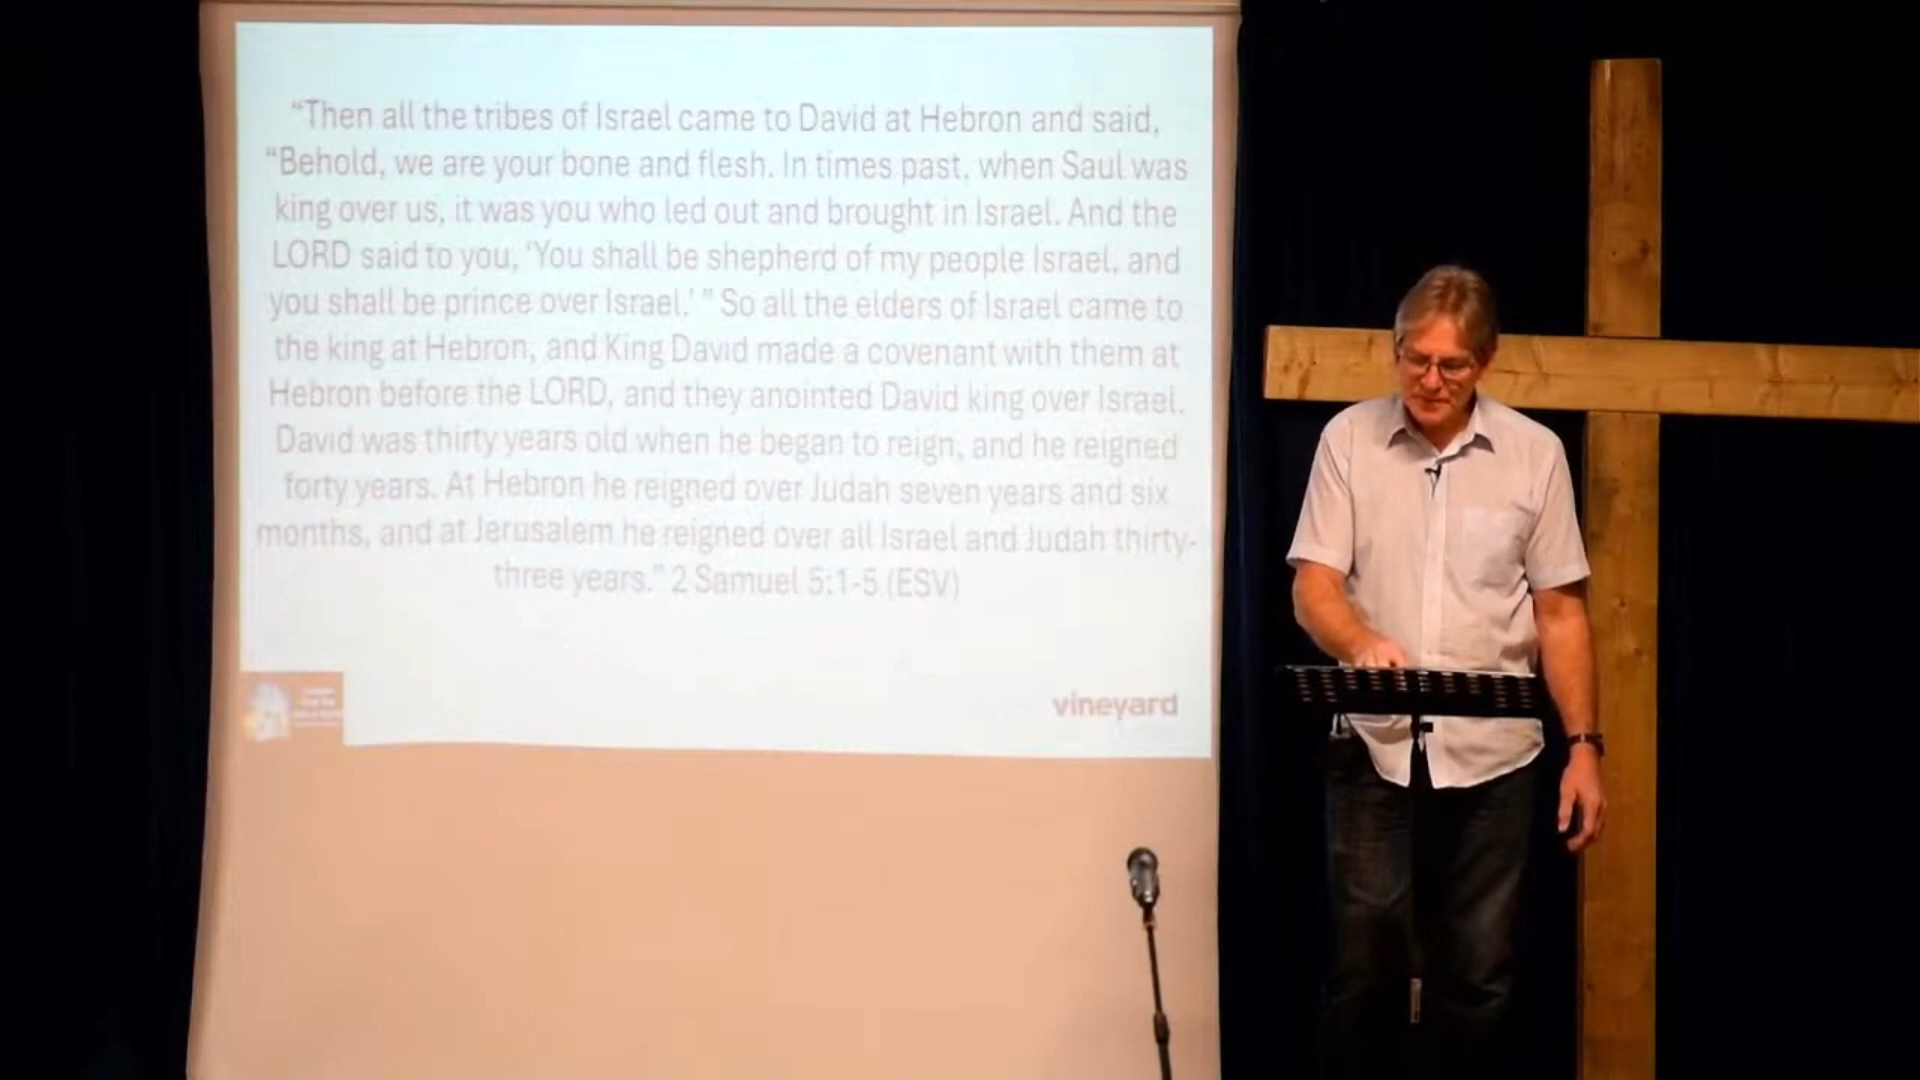 “Then all the tribes of Israel came to David at Hebron and said,
“Behold, we are your bone and flesh. In times past, when Saul was
king over us, it was you who led out and brought in Israel. And the
LORD said to you, ‘You shall be shepherd of my people Israel, and
you shall be prince over Israel.’ ” So all the elders of Israel came to
the king at Hebron, and King David made a covenant with them at
Hebron before the LORD, and they anointed David king over Israel.
David was thirty years old when he began to reign, and he reigned
forty years. At Hebron he reigned over Judah seven years and six
months, and at Jerusalem he reigned over all Israel and Judah thirty-
three years.” 2 Samuel 5:1-5 (ESV)
vineyard